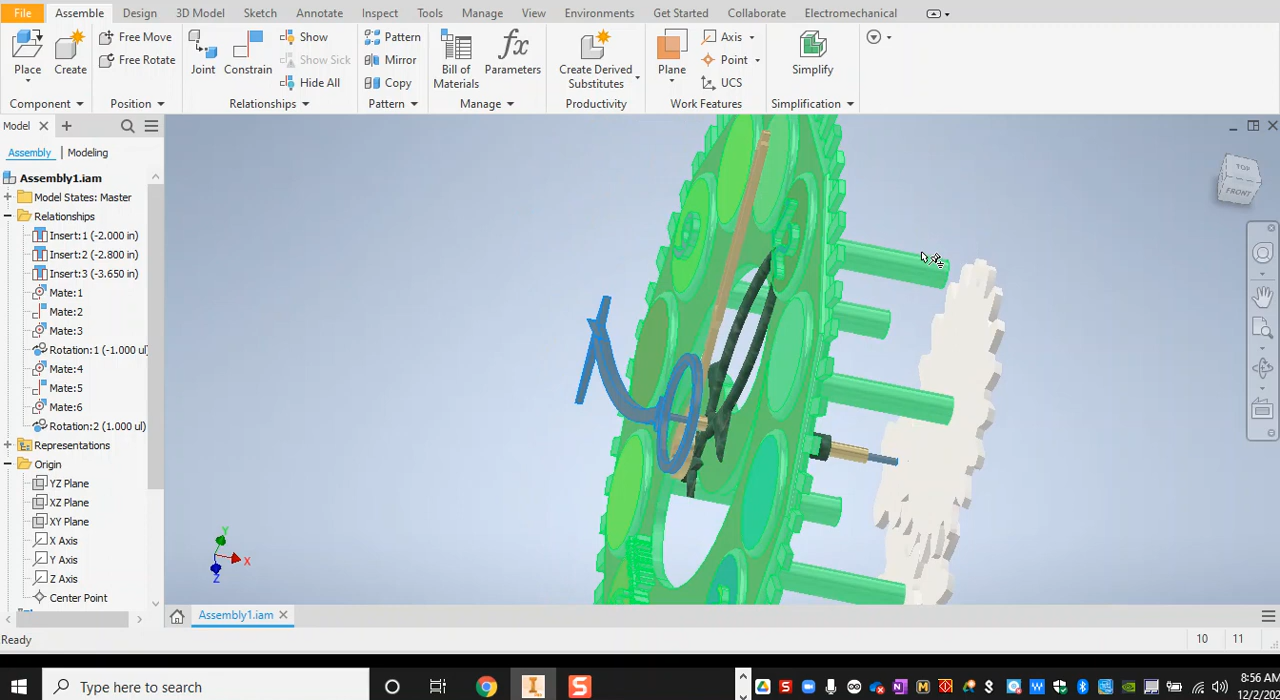 File Assemble Design 3D Model Sketch Annotate Inspect Tools Manage View Environments Get Started Collaborate Electromechanical
Place Create
Free Move
Free Rotate
Joint Constrain
Show
Show Sick
Hide All
Pattern
Mirror
Copy
Bill of Materials
fx
Parameters
Create Derived Substitutes
Plane
Axis
Point
UCS
Simplify
Component Position Relationships Pattern Manage Productivity Work Features Simplification
Model
Assembly Modeling
Assembly1.iam
Model States: Master
Relationships
Insert:1 (-2.000 in)
Insert:2 (-2.800 in)
Insert:3 (-3.650 in)
Mate:1
Mate:2
Mate:3
Rotation:1 (-1.000 ul
Mate:4
Mate:5
Mate:6
Rotation:2 (1.000 ul)
Representations
Origin
YZ Plane
XZ Plane
XY Plane
X Axis
Y Axis
Z Axis
Center Point
TOP
FRONT
Y
X
Z
Assembly1.iam
Ready
10 11
Type here to search
8:56 AM